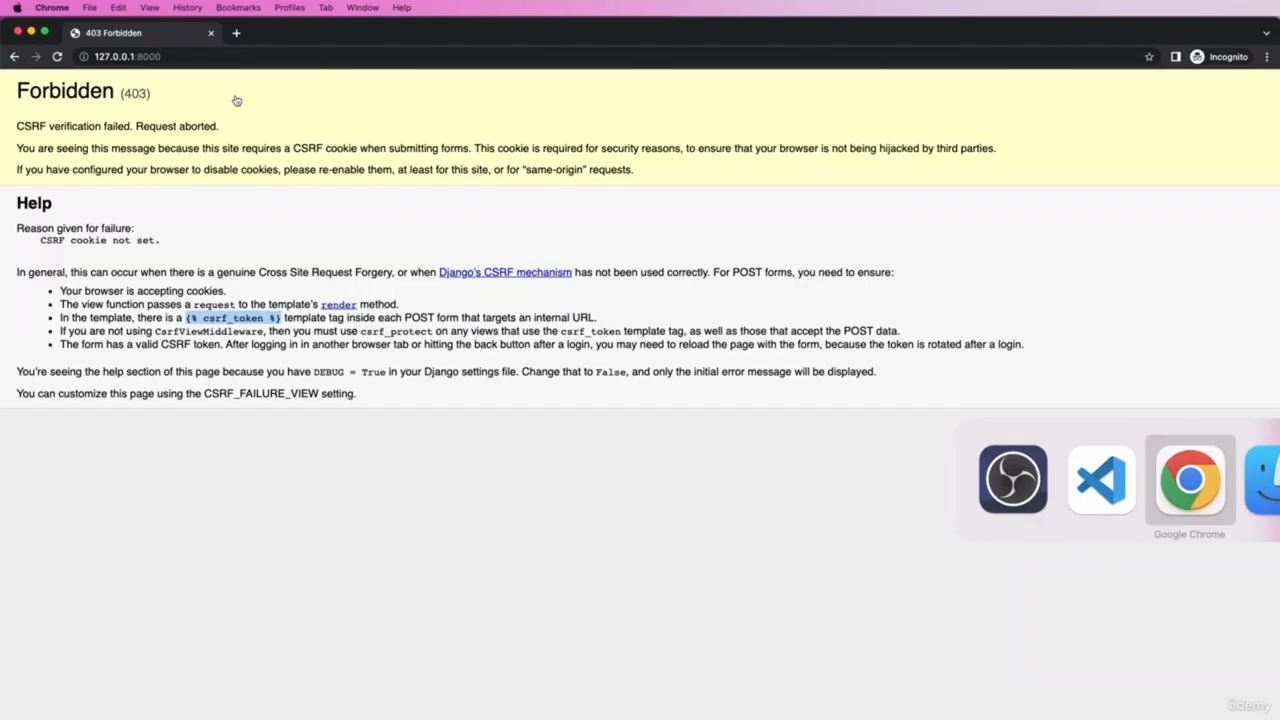 Chrome File Edit View History Bookmarks Profiles Tab Window Help
403 Forbidden
127.0.0.1:8000
Incognito
Forbidden (403)
CSRF verification failed. Request aborted.
You are seeing this message because this site requires a CSRF cookie when submitting forms. This cookie is required for security reasons, to ensure that your browser is not being hijacked by third parties.
If you have configured your browser to disable cookies, please re-enable them, at least for this site, or for “same-origin” requests.
Help
Reason given for failure:
CSRF cookie not set.
In general, this can occur when there is a genuine Cross Site Request Forgery, or when Django’s CSRF mechanism has not been used correctly. For POST forms, you need to ensure:
• Your browser is accepting cookies.
• The view function passes a request to the template’s render method.
• In the template, there is a {% csrf_token %} template tag inside each POST form that targets an internal URL.
• If you are not using CsrfViewMiddleware, then you must use csrf_protect on any views that use the csrf_token template tag, as well as those that accept the POST data.
• The form has a valid CSRF token. After logging in in another browser tab or hitting the back button after a login, you may need to reload the page with the form, because the token is rotated after a login.
You’re seeing the help section of this page because you have DEBUG = True in your Django settings file. Change that to False, and only the initial error message will be displayed.
You can customize this page using the CSRF_FAILURE_VIEW setting.
Google Chrome
ûdemy